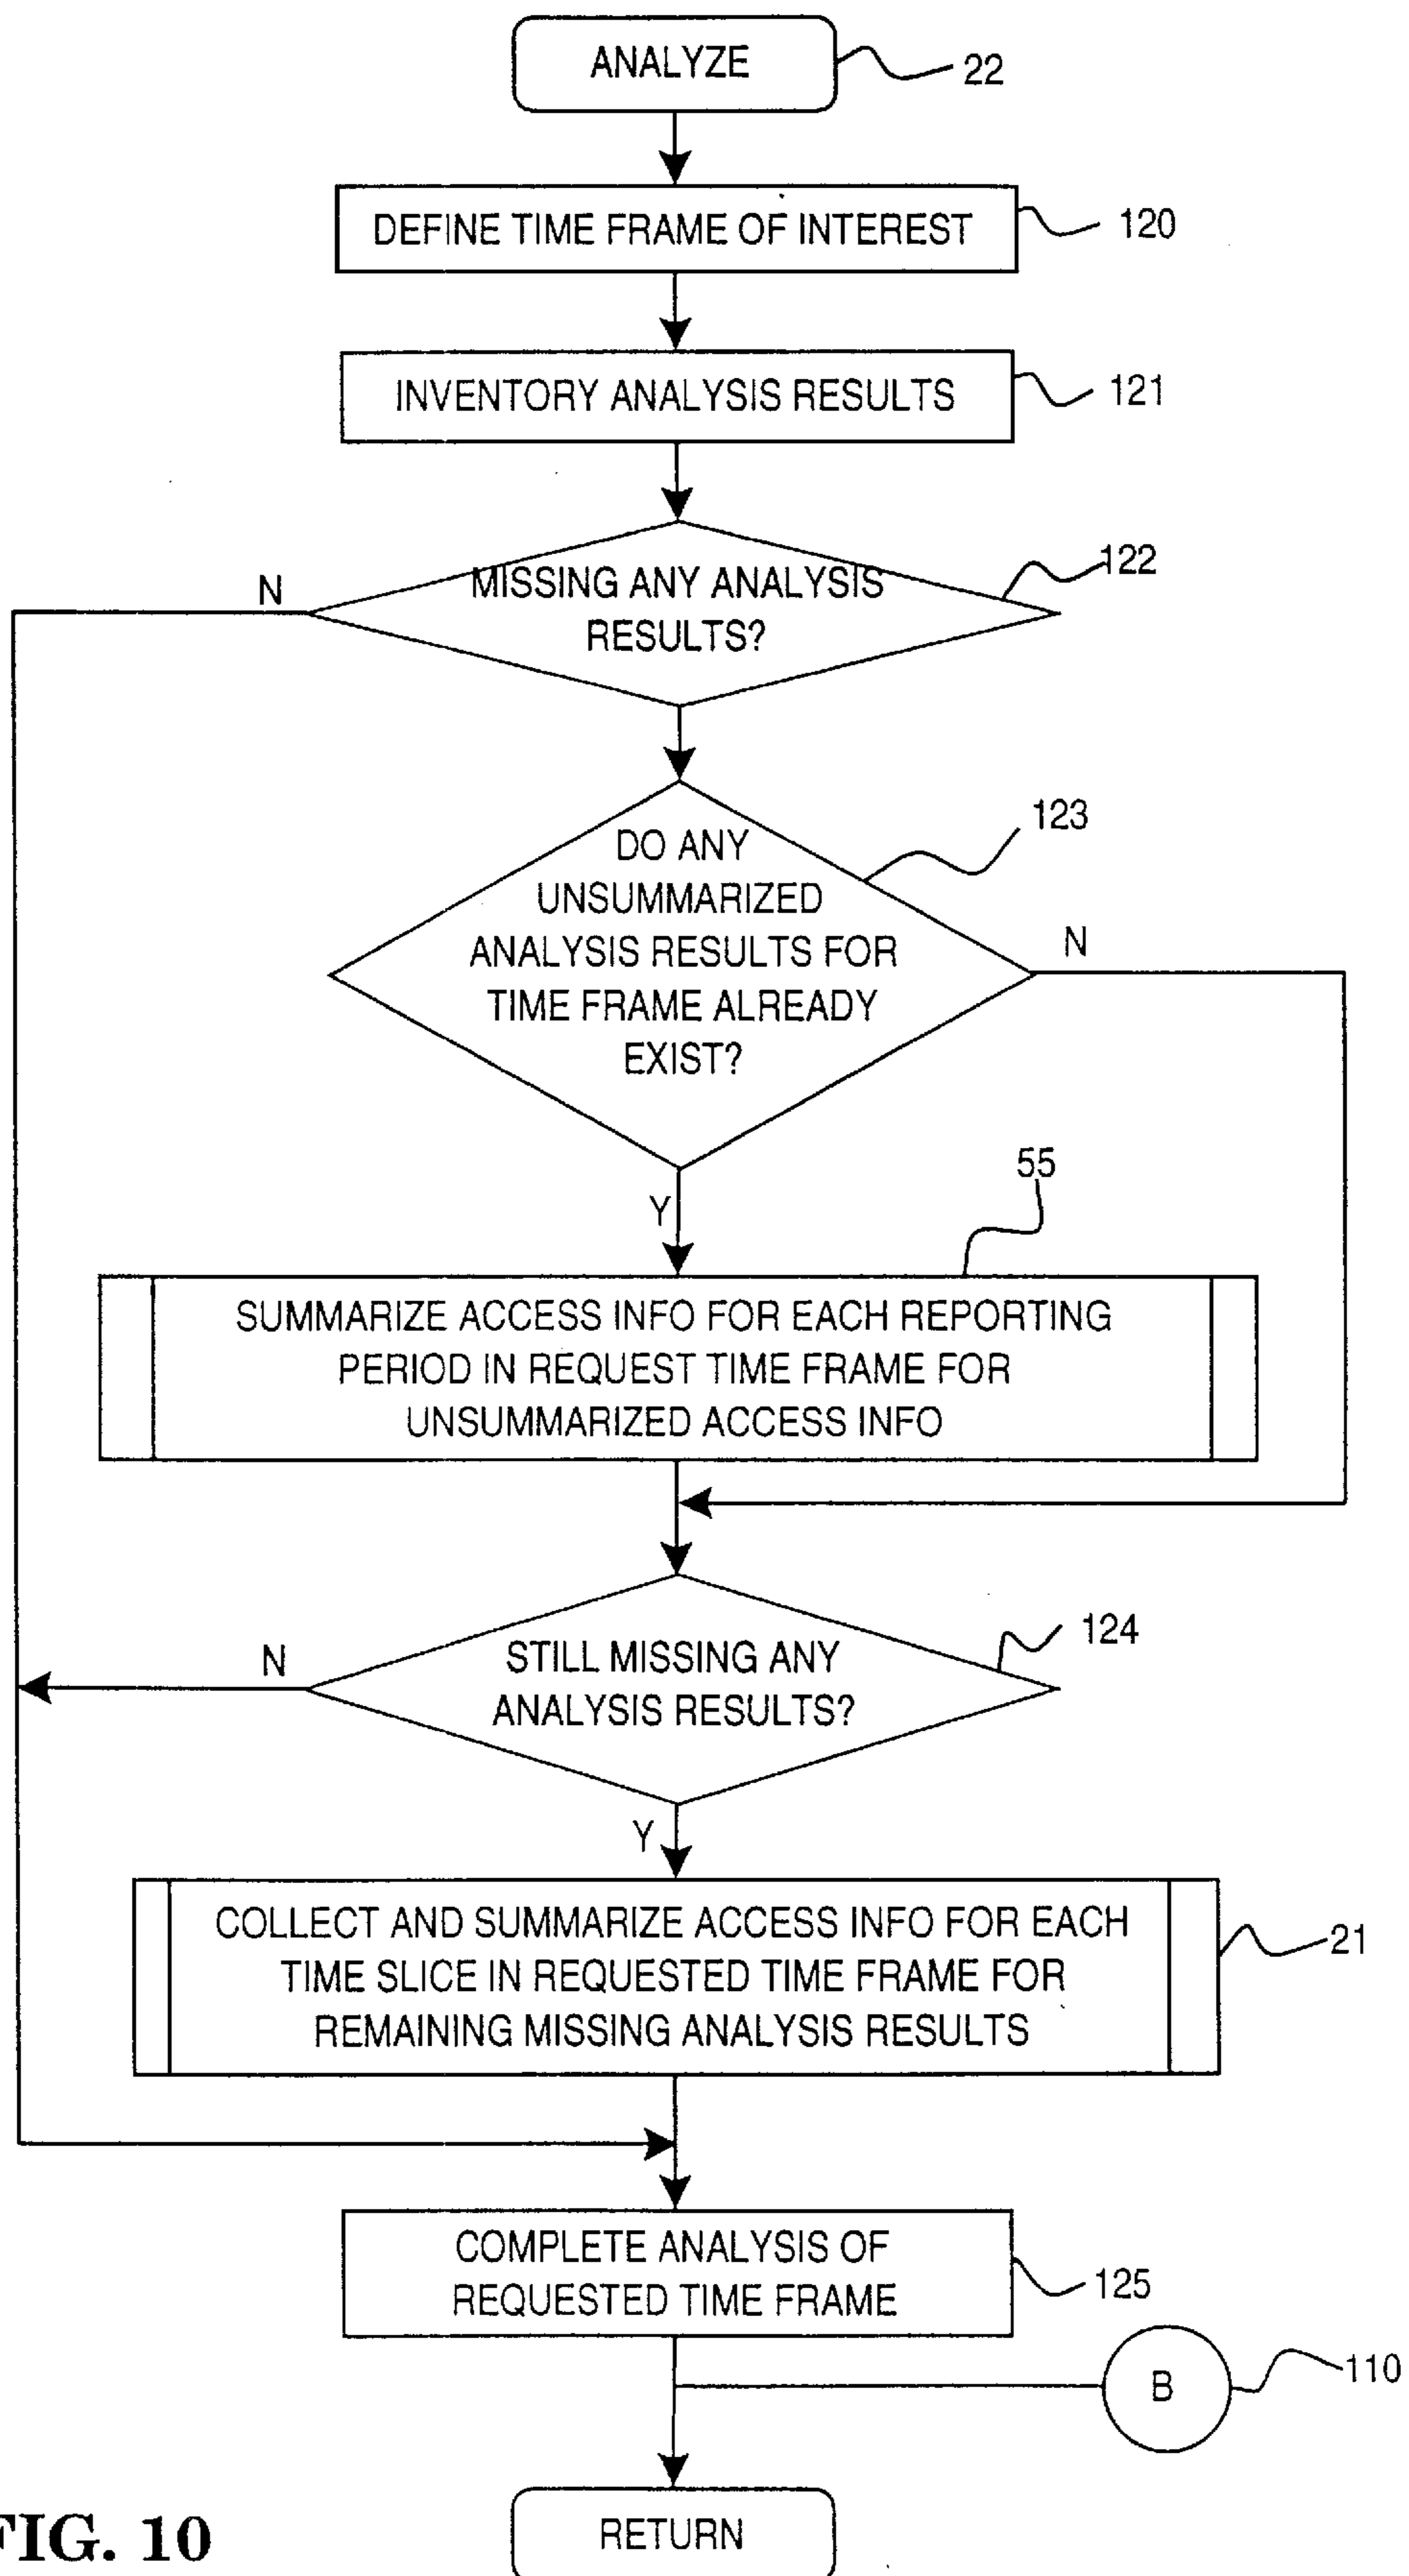 ANALYZE
22
DEFINE TIME FRAME OF INTEREST
120
INVENTORY ANALYSIS RESULTS
121
122
N
MISSING ANY ANALYSIS
RESULTS?
123
DO ANY
UNSUMMARIZED
ANALYSIS RESULTS FOR
TIME FRAME ALREADY
EXIST?
N
55
Y
SUMMARIZE ACCESS INFO FOR EACH REPORTING
PERIOD IN REQUEST TIME FRAME FOR
UNSUMMARIZED ACCESS INFO
124
N
STILL MISSING ANY
ANALYSIS RESULTS?
Y
COLLECT AND SUMMARIZE ACCESS INFO FOR EACH
TIME SLICE IN REQUESTED TIME FRAME FOR
REMAINING MISSING ANALYSIS RESULTS
21
COMPLETE ANALYSIS OF
REQUESTED TIME FRAME
125
B
110
RETURN
FIG. 10